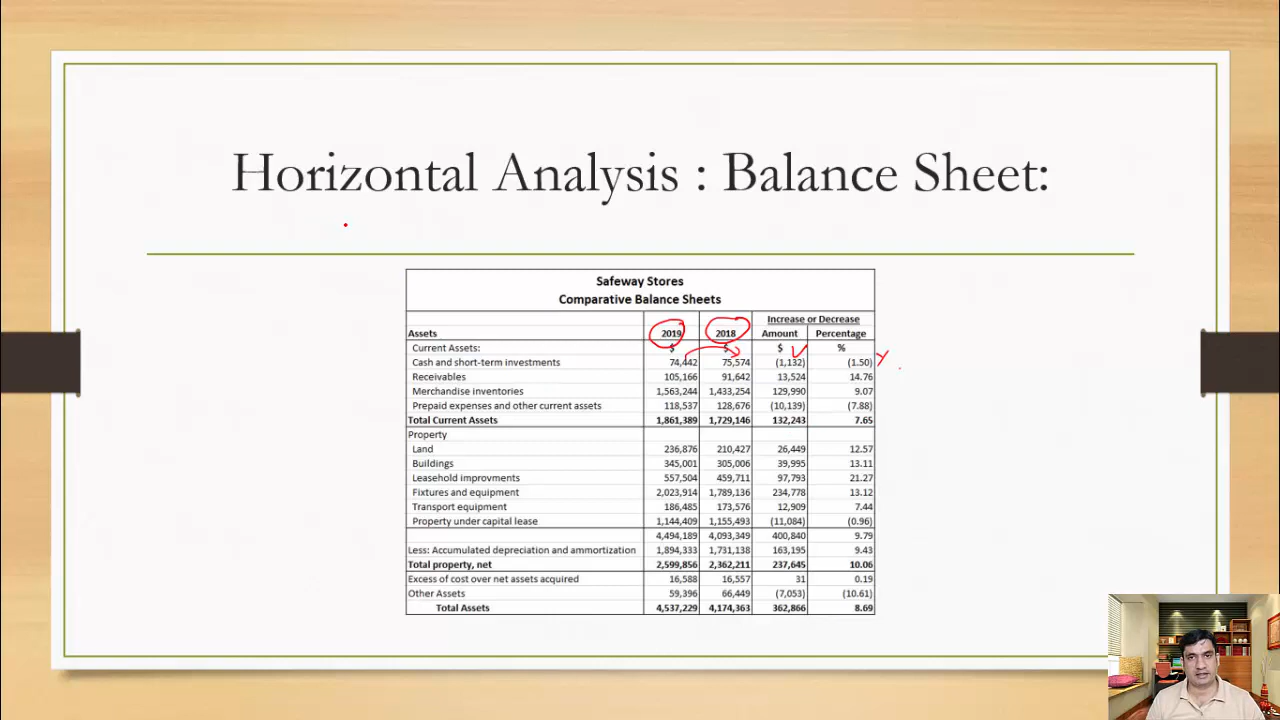 Horizontal Analysis : Balance Sheet:
Safeway Stores
Comparative Balance Sheets
Increase or Decrease
Assets 2019 2018 Amount Percentage
Current Assets: $ $ $ %
Cash and short-term investments 74,442 75,574 (1,132) (1.50)
Receivables 105,166 91,642 13,524 14.76
Merchandise inventories 1,563,244 1,433,254 129,990 9.07
Prepaid expenses and other current assets 118,537 128,676 (10,139) (7.88)
Total Current Assets 1,861,389 1,729,146 132,243 7.65
Property
Land 236,876 210,427 26,449 12.57
Buildings 345,001 305,006 39,995 13.11
Leasehold improvments 557,504 459,711 97,793 21.27
Fixtures and equipment 2,023,914 1,789,136 234,778 13.12
Transport equipment 186,485 173,576 12,909 7.44
Property under capital lease 1,144,409 1,155,493 (11,084) (0.96)
4,494,189 4,093,349 400,840 9.79
Less: Accumulated depreciation and ammortization 1,894,333 1,731,138 163,195 9.43
Total property, net 2,599,856 2,362,211 237,645 10.06
Excess of cost over net assets acquired 16,588 16,557 31 0.19
Other Assets 59,396 66,449 (7,053) (10.61)
Total Assets 4,537,229 4,174,363 362,866 8.69